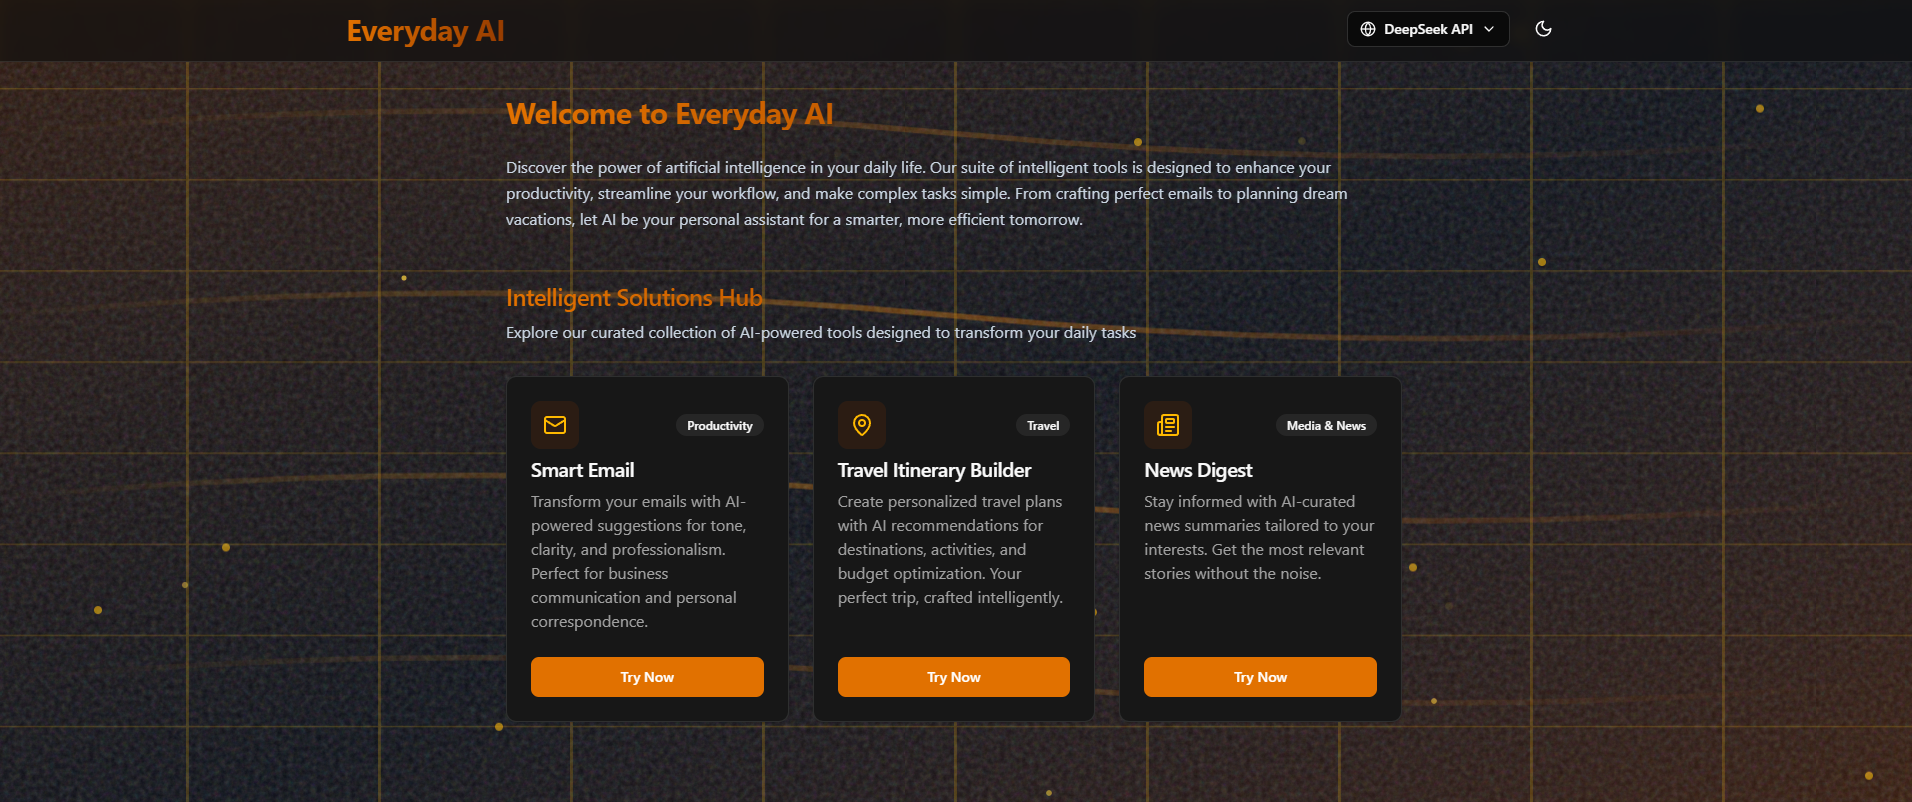 Everyday AI
DeepSeek API
Welcome to Everyday AI
Discover the power of artificial intelligence in your daily life. Our suite of intelligent tools is designed to enhance your
productivity, streamline your workflow, and make complex tasks simple. From crafting perfect emails to planning dream
vacations, let AI be your personal assistant for a smarter, more efficient tomorrow.
Intelligent Solutions Hub
Explore our curated collection of AI-powered tools designed to transform your daily tasks
Productivity
Smart Email
Transform your emails with AI-
powered suggestions for tone,
clarity, and professionalism.
Perfect for business
communication and personal
correspondence.
Try Now
Travel
Travel Itinerary Builder
Create personalized travel plans
with AI recommendations for
destinations, activities, and
budget optimization. Your
perfect trip, crafted intelligently.
Try Now
Media & News
News Digest
Stay informed with AI-curated
news summaries tailored to your
interests. Get the most relevant
stories without the noise.
Try Now